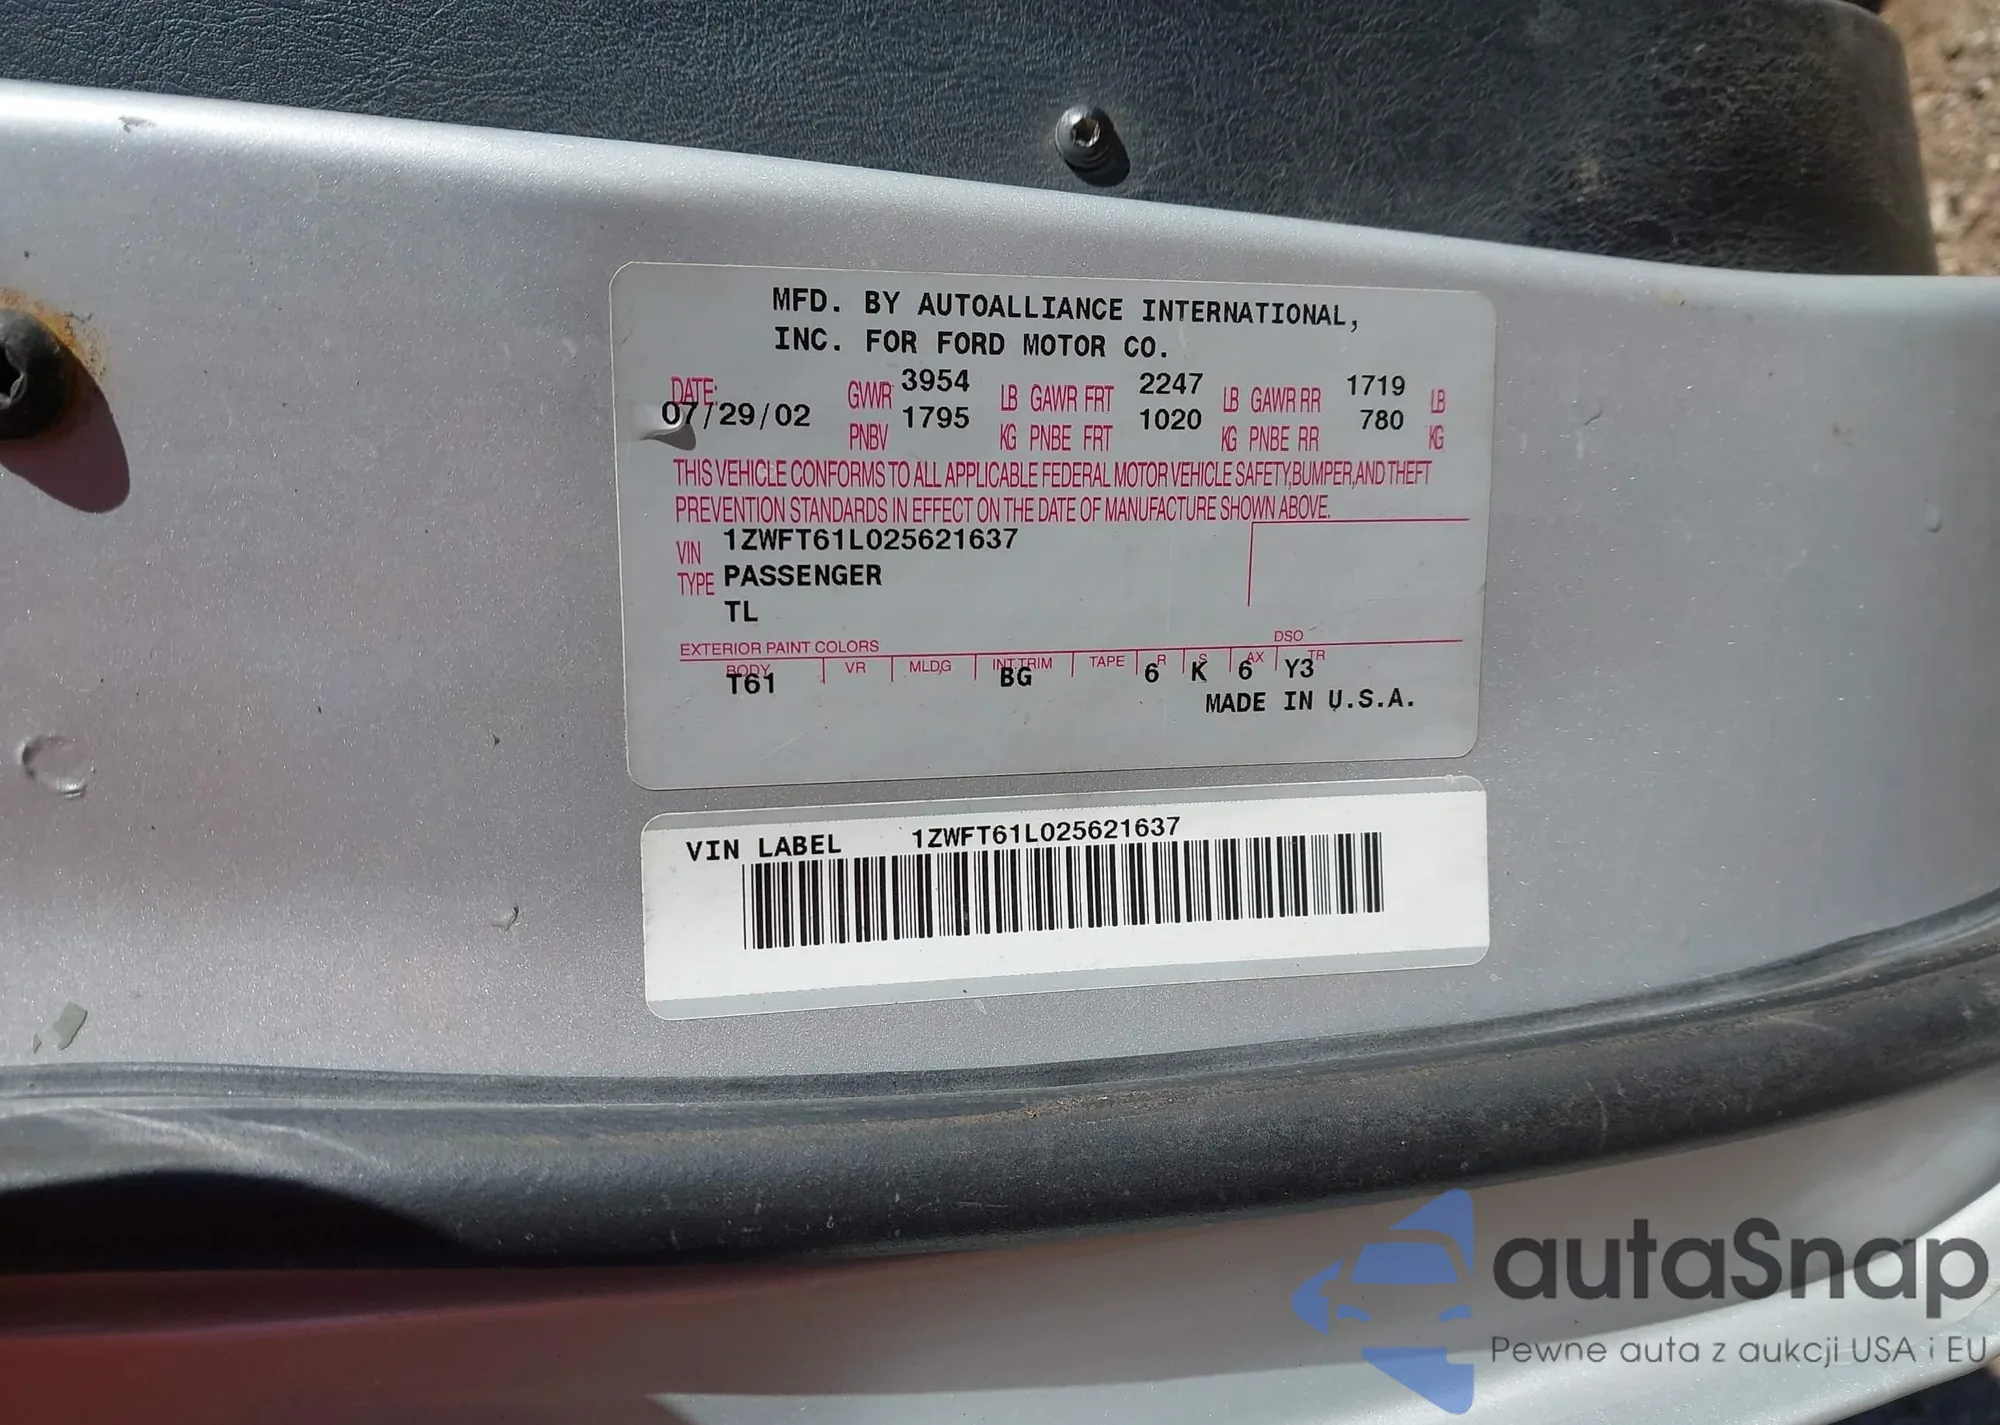 MFD. BY AUTOALLIANCE INTERNATIONAL,
INC. FOR FORD MOTOR CO.
DATE: 07/29/02
GVWR 3954 LB GAWR FRT 2247 LB GAWR RR 1719 LB
PNBV 1795 KG PNBE FRT 1020 KG PNBE RR 780 KG
THIS VEHICLE CONFORMS TO ALL APPLICABLE FEDERAL MOTOR VEHICLE SAFETY, BUMPER, AND THEFT
PREVENTION STANDARDS IN EFFECT ON THE DATE OF MANUFACTURE SHOWN ABOVE.
VIN 1ZWFT61L025621637
TYPE PASSENGER
TL
EXTERIOR PAINT COLORS DSO
BODY VR MLDG INT.TRIM TAPE R S AX TR
T61 BG 6 K 6 Y3
MADE IN U.S.A.
VIN LABEL 1ZWFT61L025621637
autaSnap
Pewne auta z aukcji USA i EU